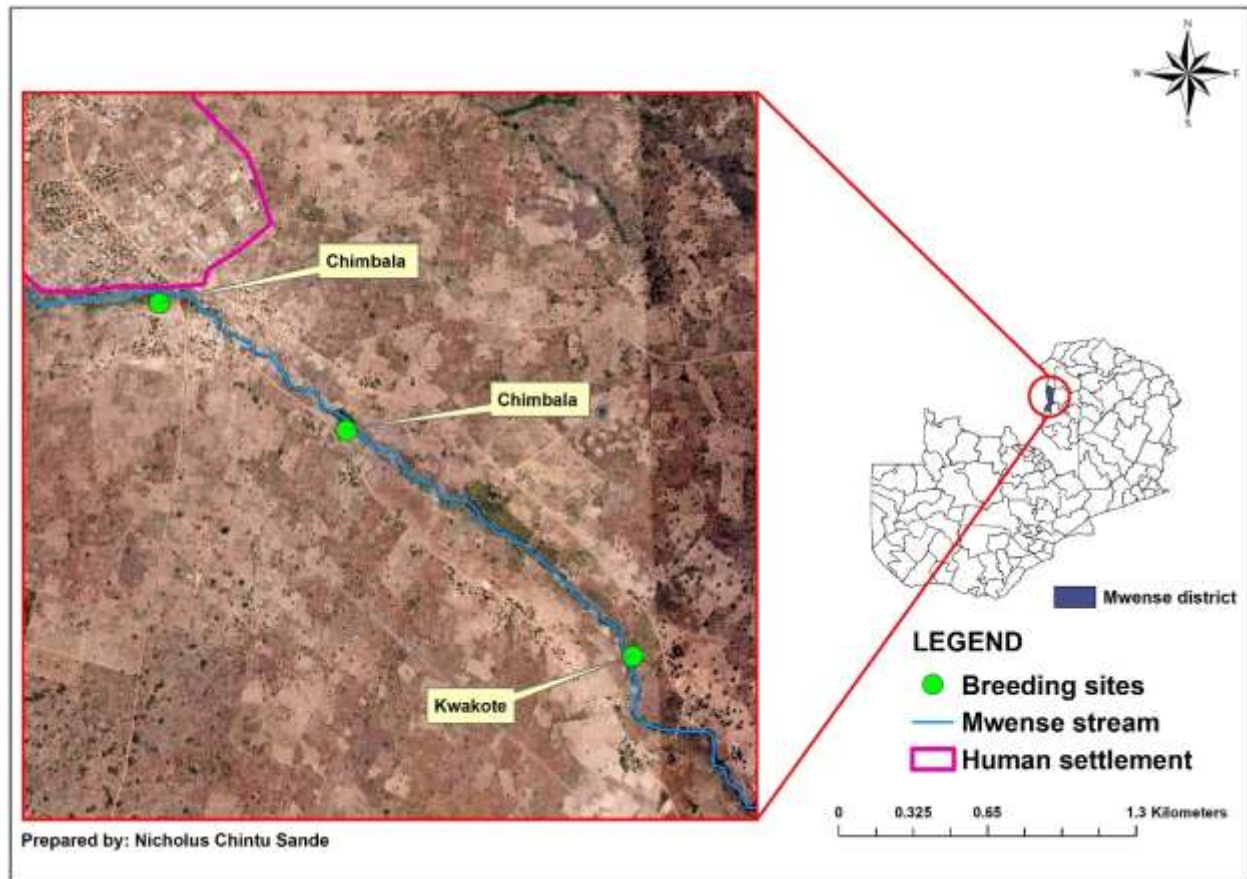 N
W E
S
Chimbala
Chimbala
Kwakote
Mwense district
LEGEND
Breeding sites
Mwense stream
Human settlement
0 0.325 0.65 1.3 Kilometers
Prepared by: Nicholus Chintu Sande